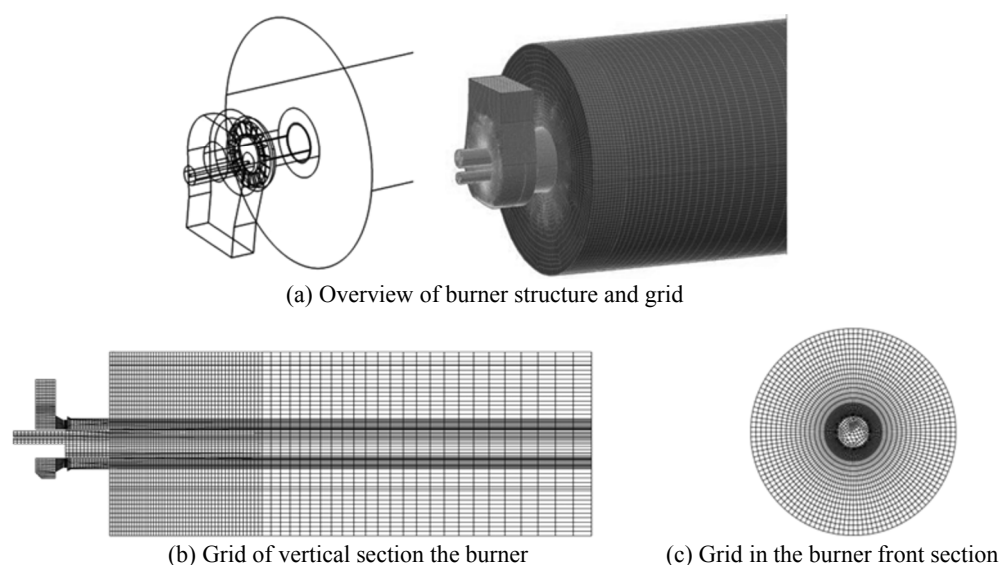 (a) Overview of burner structure and grid
(b) Grid of vertical section the burner
(c) Grid in the burner front section